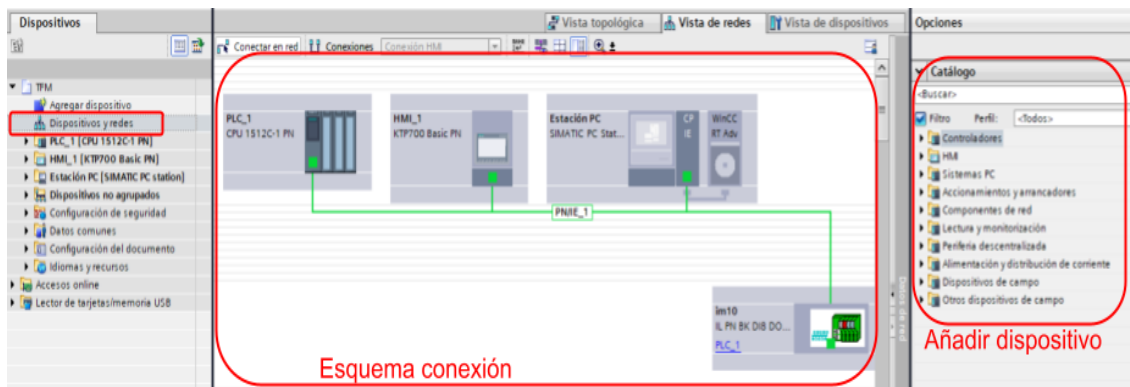 Dispositivos
Vista topológica
Vista de redes
Vista de dispositivos
Opciones
Conectar en red
Conexiones
Conexión HMI
Catálogo
<Buscar>
Filtro
Perfil:
<Todos>
TFM
Agregar dispositivo
Dispositivos y redes
PLC_1 [CPU 1512C-1 PN]
HMI_1 [KTP700 Basic PN]
Estación PC [SIMATIC PC station]
Dispositivos no agrupados
Configuración de seguridad
Datos comunes
Configuración del documento
Idiomas y recursos
Accesos online
Lector de tarjetas/memoria USB
PLC_1
CPU 1512C-1 PN
HMI_1
KTP700 Basic PN
Estación PC
SIMATIC PC Stat...
CP
IE
WinCC
RT Adv
PN/IE_1
im10
IL PN BK DI8 DO...
PLC_1
Esquema conexión
Datos de red
Controladores
HMI
Sistemas PC
Accionamientos y arrancadores
Componentes de red
Lectura y monitorización
Periferia descentralizada
Alimentación y distribución de corriente
Dispositivos de campo
Otros dispositivos de campo
Añadir dispositivo